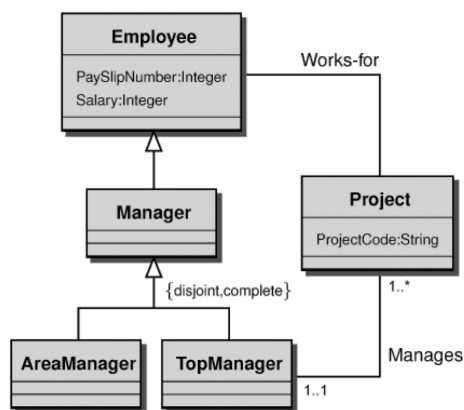 Employee
PaySlipNumber:Integer
Salary:Integer
Works-for
Manager
Project
ProjectCode:String
{disjoint,complete}
1..*
AreaManager
TopManager
Manages
1..1